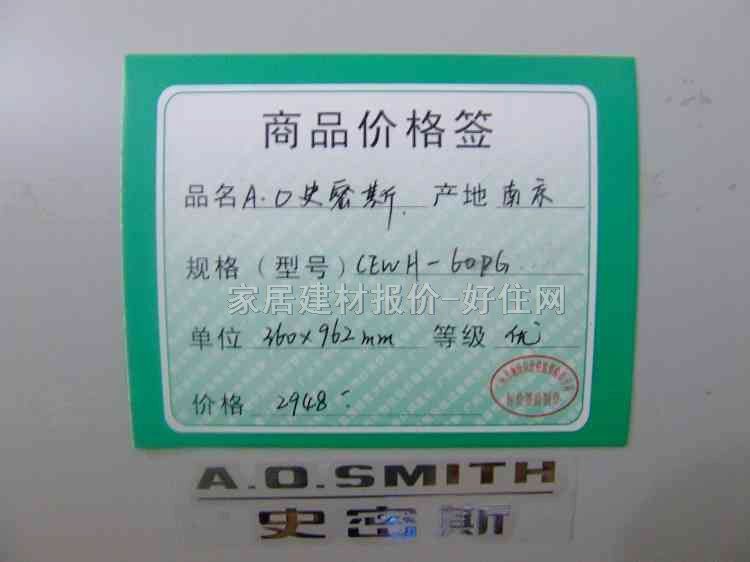 商品价格签
品名 A.O史密斯. 产地 南京
规格(型号) CEWH-60PG
家居建材报价-好住网
单位 360×962mm 等级 优
价格 2948
A.O.SMITH
史密斯